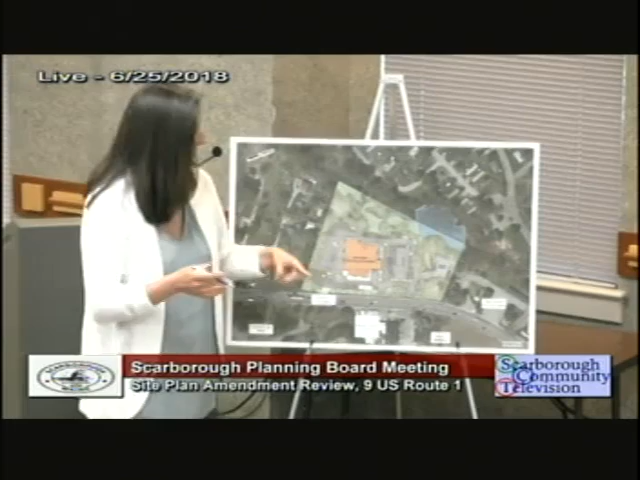 Live - 6/25/2018
Scarborough Planning Board Meeting
Site Plan Amendment Review, 9 US Route 1
Scarborough
Community
Television